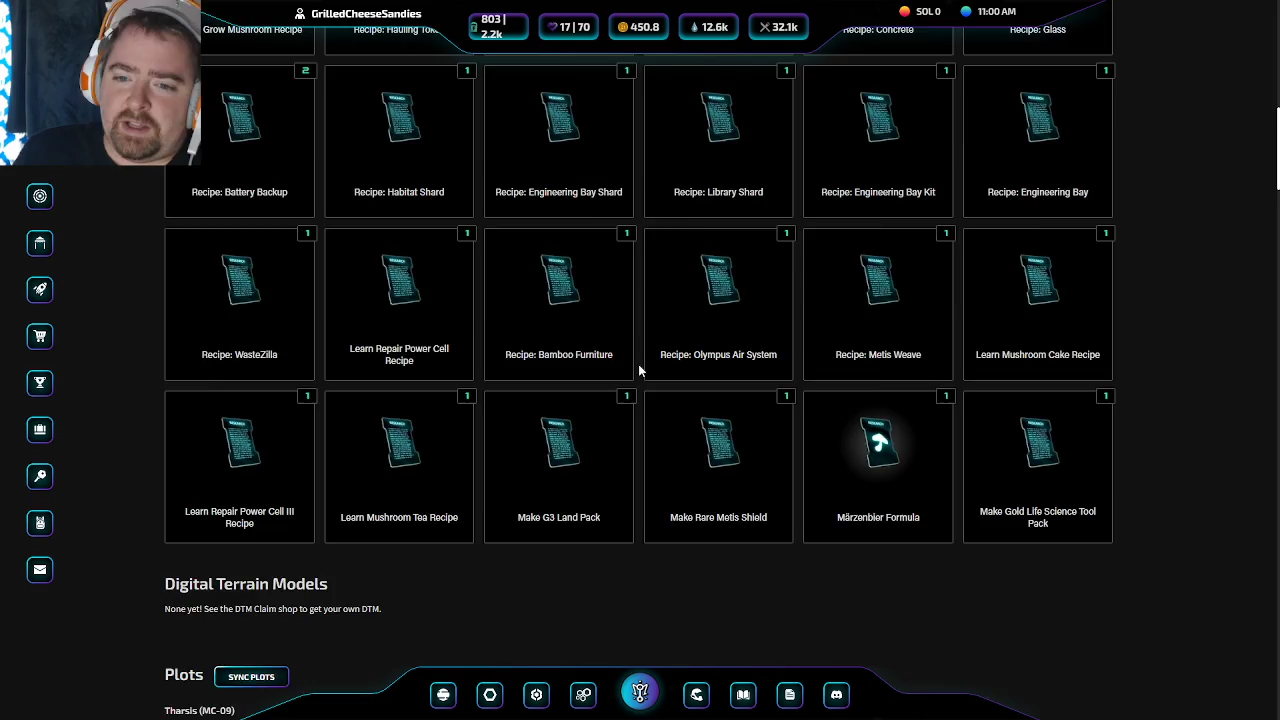 GrilledCheeseSandies
803 |
2.2k
17 | 70
450.8
12.6k
32.1k
SOL 0
11:00 AM
Grow Mushroom Recipe
Recipe: Concrete
Recipe: Glass
2
1
1
1
1
1
Recipe: Battery Backup
Recipe: Habitat Shard
Recipe: Engineering Bay Shard
Recipe: Library Shard
Recipe: Engineering Bay Kit
Recipe: Engineering Bay
1
1
1
1
1
1
Recipe: WasteZilla
Learn Repair Power Cell
Recipe
Recipe: Bamboo Furniture
Recipe: Olympus Air System
Recipe: Metis Weave
Learn Mushroom Cake Recipe
1
1
1
1
1
1
Learn Repair Power Cell III
Recipe
Learn Mushroom Tea Recipe
Make G3 Land Pack
Make Rare Metis Shield
Märzenbier Formula
Make Gold Life Science Tool
Pack
Digital Terrain Models
None yet! See the DTM Claim shop to get your own DTM.
Plots
SYNC PLOTS
Tharsis (MC-09)